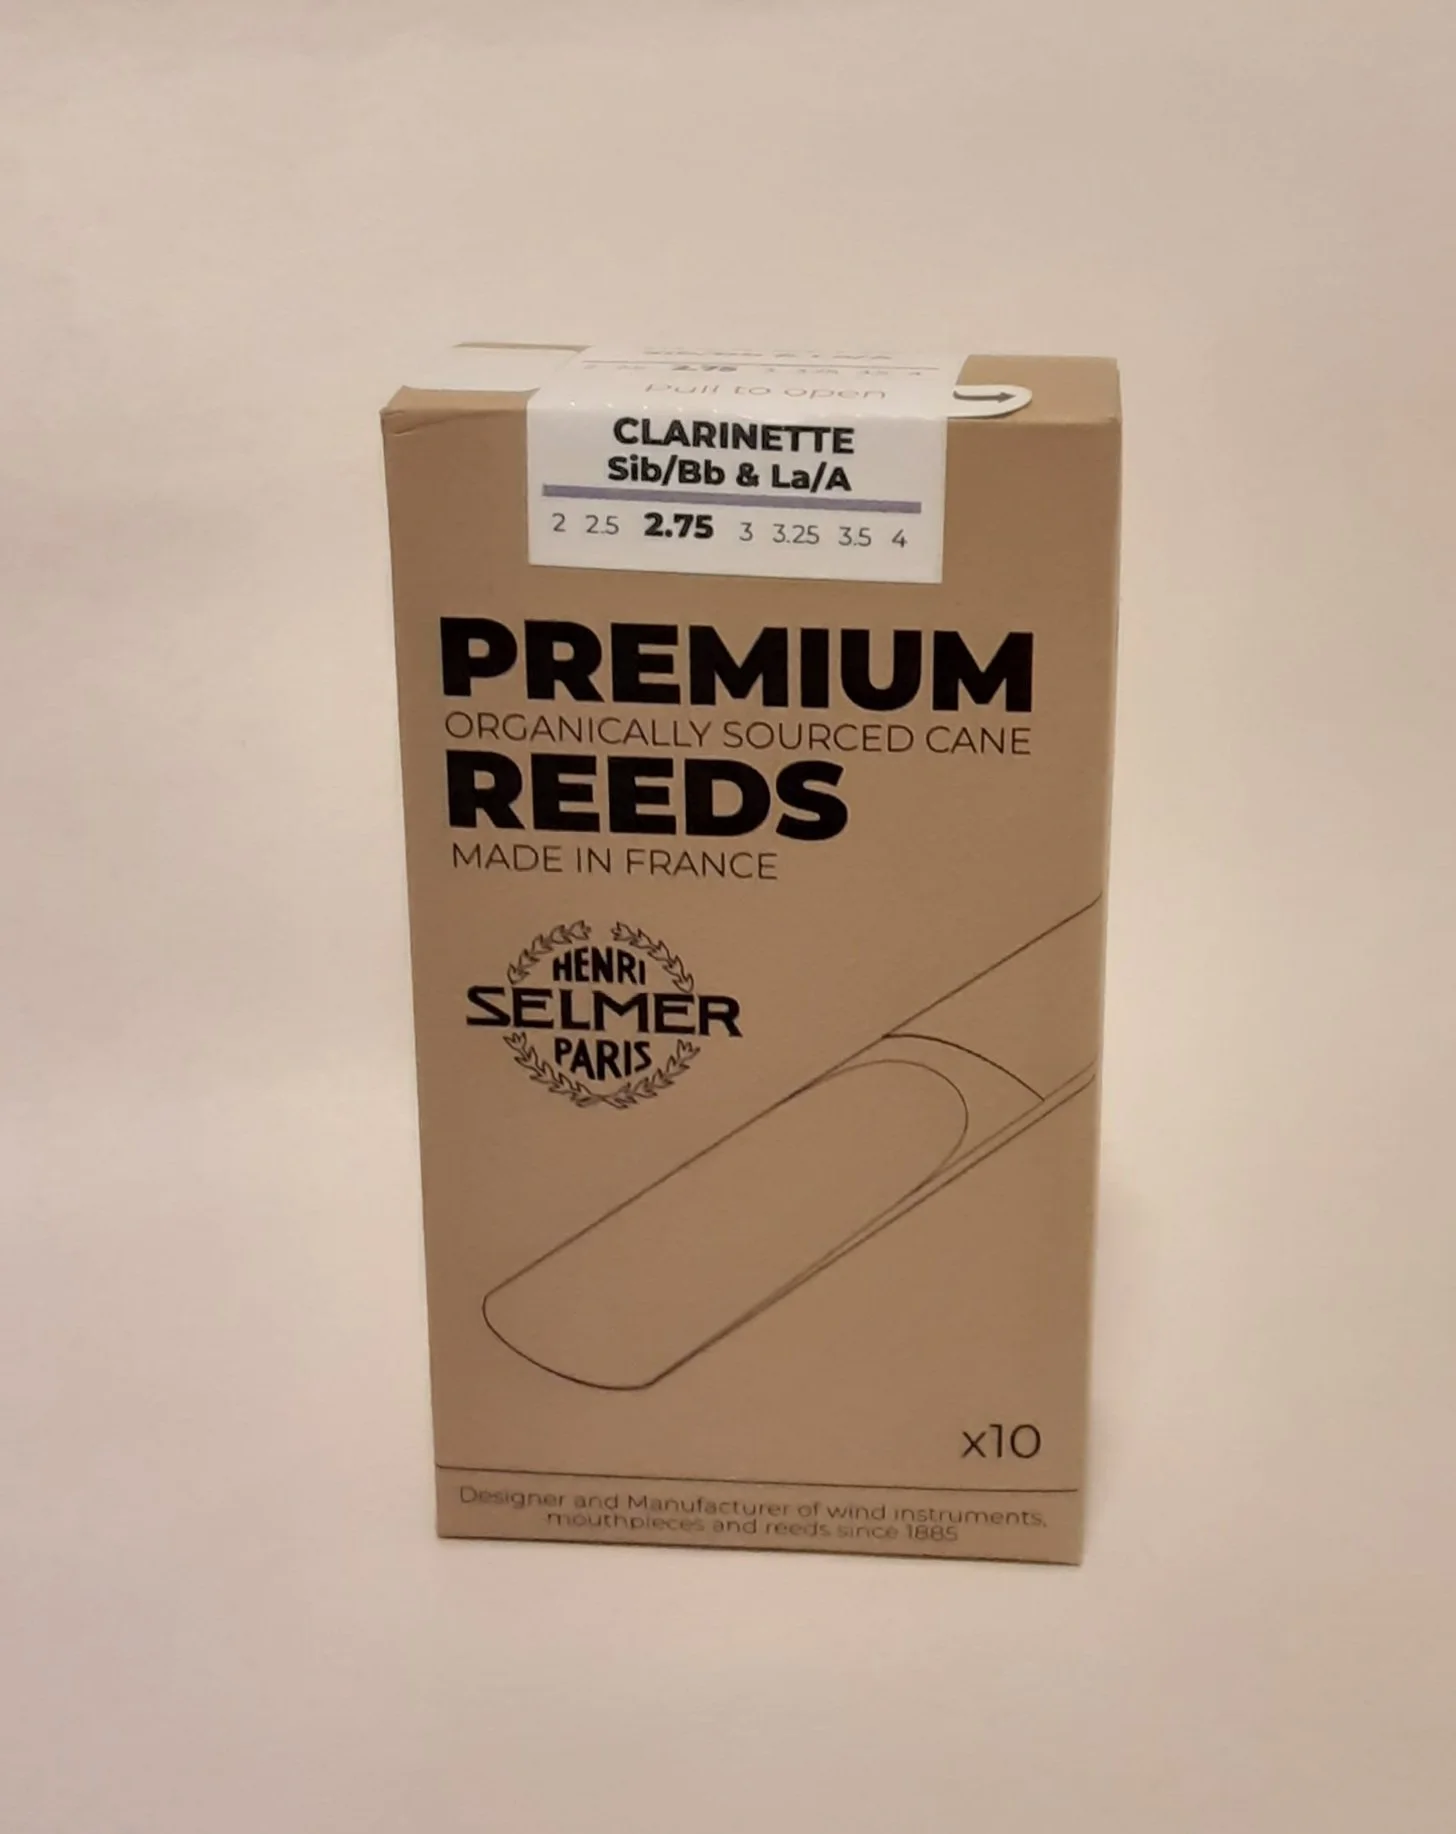 2.75
Pull to open
CLARINETTE
Sib/Bb & La/A
2 2.5 2.75 3 3.25 3.5 4
PREMIUM
ORGANICALLY SOURCED CANE
REEDS
MADE IN FRANCE
HENRI
SELMER
PARIS
x10
Designer and Manufacturer of wind instruments,
mouthpieces and reeds since 1885